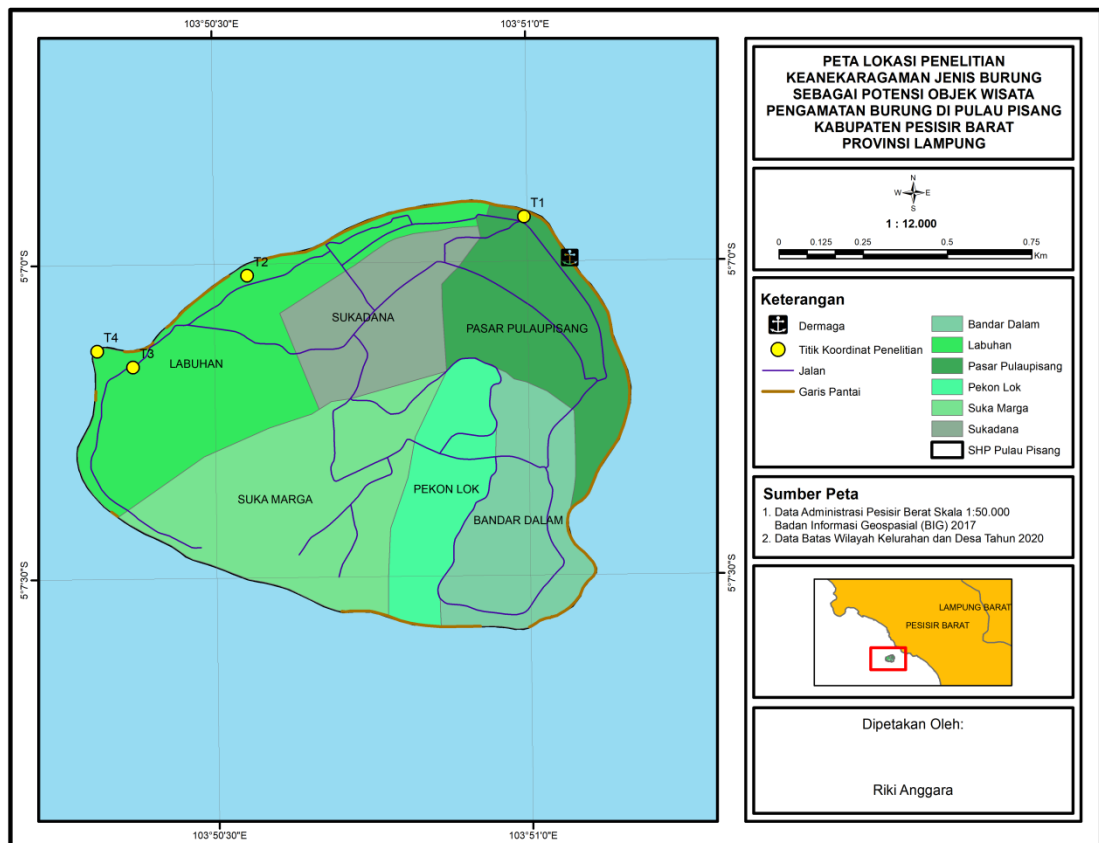 103°50'30"E
103°51'0"E
T1
T2
5°7'0"S
5°7'0"S
SUKADANA
PASAR PULAUPISANG
T4
T3
LABUHAN
SUKA MARGA
PEKON LOK
BANDAR DALAM
5°7'30"S
5°7'30"S
103°50'30"E
103°51'0"E
PETA LOKASI PENELITIAN
KEANEKARAGAMAN JENIS BURUNG
SEBAGAI POTENSI OBJEK WISATA
PENGAMATAN BURUNG DI PULAU PISANG
KABUPATEN PESISIR BARAT
PROVINSI LAMPUNG
N
W E
S
1 : 12.000
0 0.125 0.25 0.5 0.75
Km
Keterangan
Dermaga
Titik Koordinat Penelitian
Jalan
Garis Pantai
Bandar Dalam
Labuhan
Pasar Pulaupisang
Pekon Lok
Suka Marga
Sukadana
SHP Pulau Pisang
Sumber Peta
1. Data Administrasi Pesisir Berat Skala 1:50.000
Badan Informasi Geospasial (BIG) 2017
2. Data Batas Wilayah Kelurahan dan Desa Tahun 2020
LAMPUNG BARAT
PESISIR BARAT
Dipetakan Oleh:
Riki Anggara